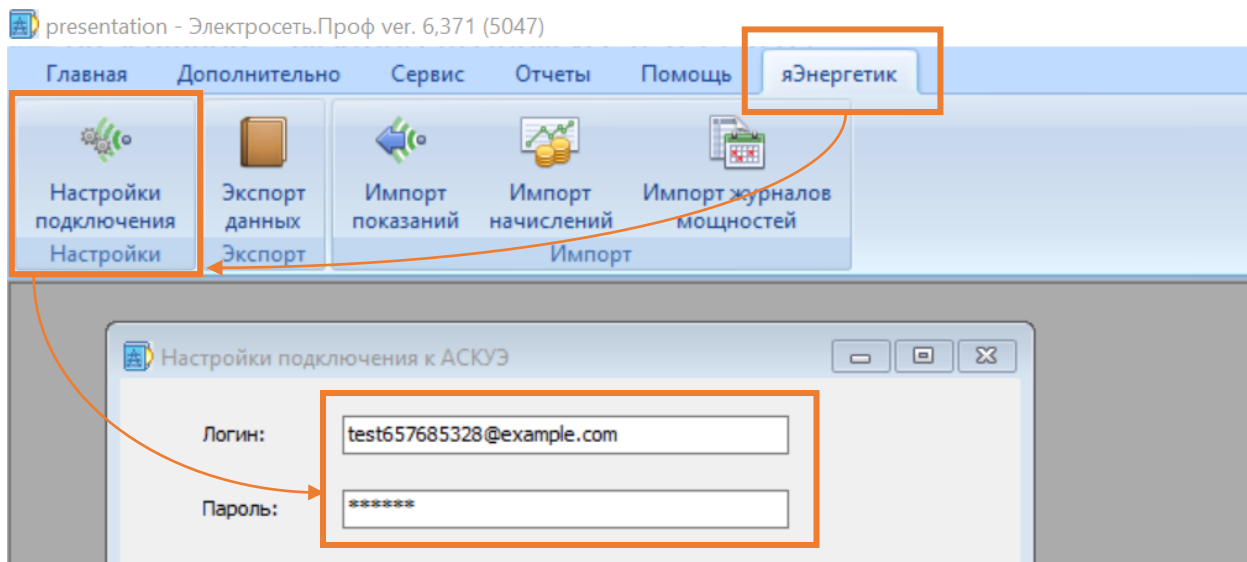 presentation - Электросеть.Проф ver. 6,371 (5047)
Главная Дополнительно Сервис Отчеты Помощь яЭнергетик
Настройки Экспорт Импорт Импорт Импорт журналов
подключения данных показаний начислений мощностей
Настройки Экспорт Импорт
Настройки подключения к АСКУЭ
Логин: test657685328@example.com
Пароль: ******